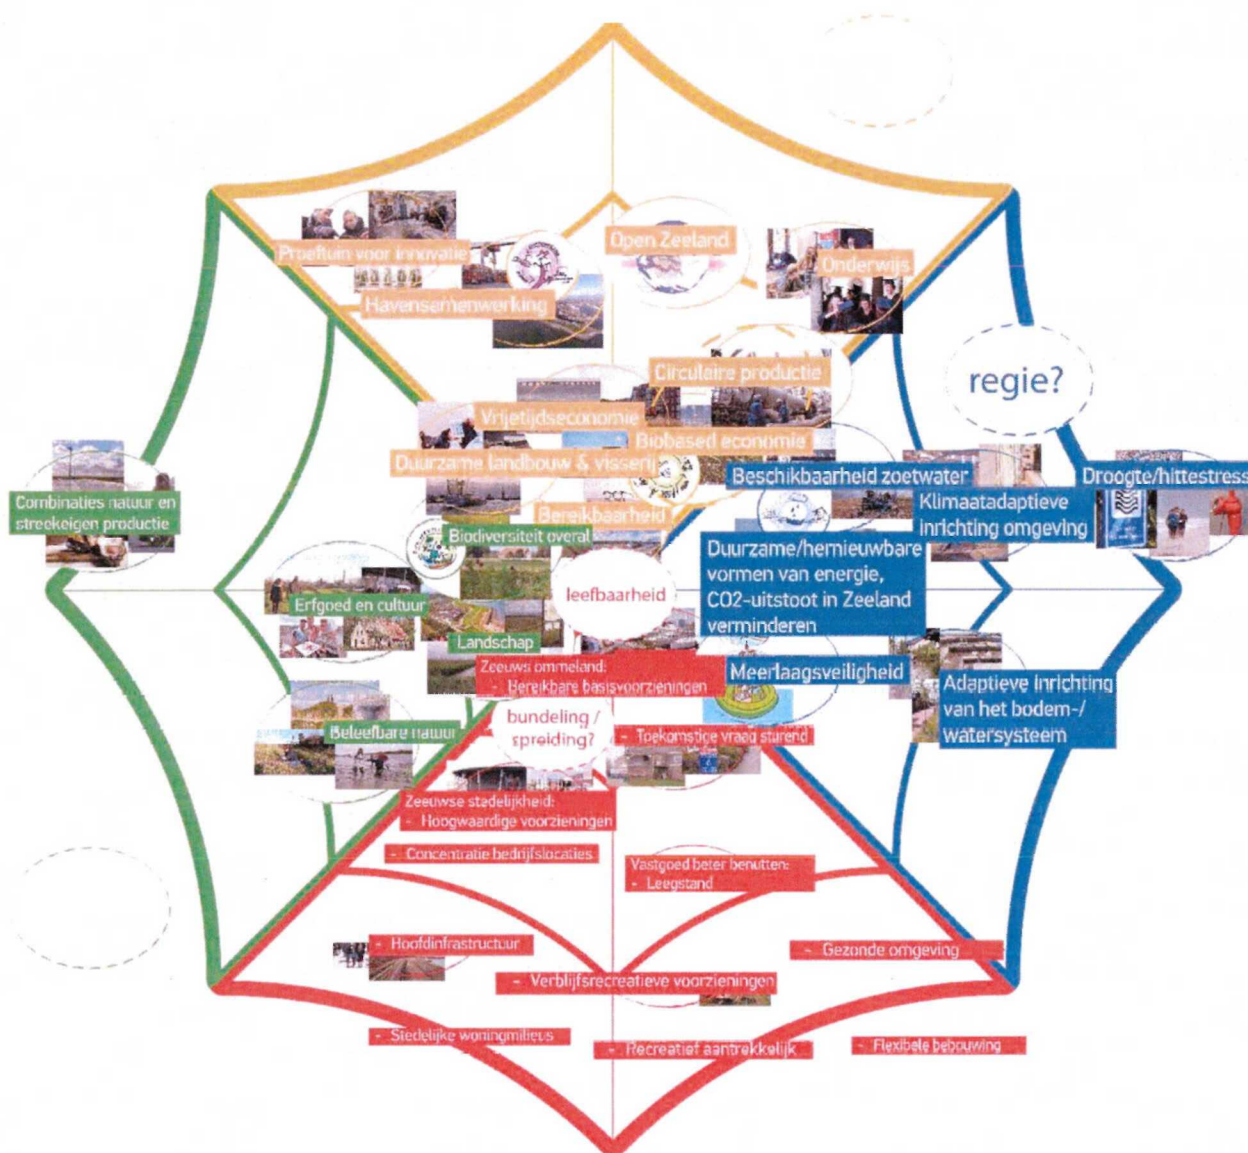 Open Zeeland
Proeftuin voor innovatie
Onderwijs
Havensemenwerking
Circulaire productie
regie?
Vrijetijdseconomie
Biobased economie
Duurzame landbouw & visserij
Beschikbaarheid zoetwater
Droogte/hittestress
Combinaties natuur en
streekeigen productie
Klimaatadaptieve
inrichting omgeving
Bereikbaarheid
Biodiversiteit overal
Duurzame/hernieuwbare
vormen van energie,
CO2-uitstoot in Zeeland
verminderen
leefbaarheid
Erfgoed en cultuur
Landschap
Zeeuws ommeland:
- Bereikbare basisvoorzieningen
Meerlaagsveiligheid
Adaptieve Inrichting
van het bodem-/
watersysteem
bundeling /
spreiding?
Beleefbare natuur
- Toekomstige vraag sturend
Zeeuwse stedelijkheid:
- Hoogwaardige voorzieningen
- Concentratie bedrijfslocaties
Vastgoed beter benutten:
- Leegstand
- Hoofdinfrastructuur
- Gezonde omgeving
- Verblijfsrecreatieve voorzieningen
- Stedelijke woningmilieus
- Recreatief aantrekkelijk
- Flexibele bebouwing